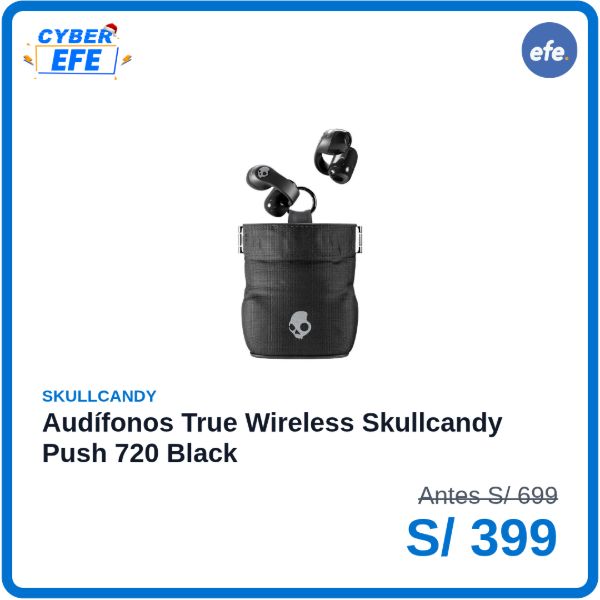 CYBER
EFE
efe.
SKULLCANDY
Audífonos True Wireless Skullcandy
Push 720 Black
Antes S/ 699
S/ 399